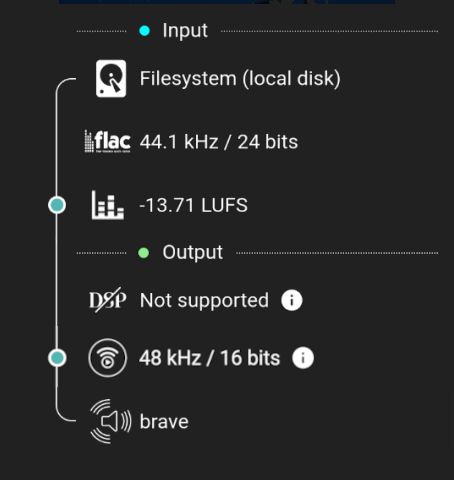 Input
Filesystem (local disk)
flac 44.1 kHz / 24 bits
-13.71 LUFS
Output
DSP Not supported i
48 kHz / 16 bits i
brave